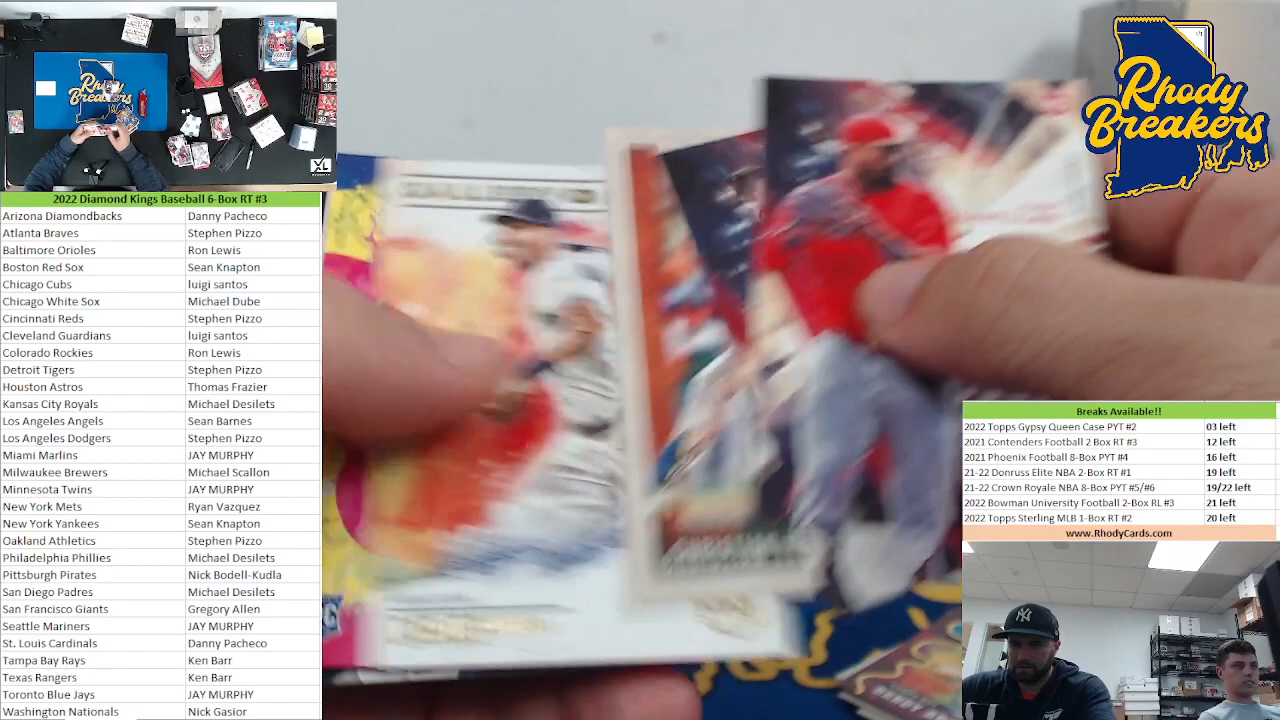 2022 Diamond Kings Baseball 6-Box RT #3
Arizona Diamondbacks Danny Pacheco
Atlanta Braves Stephen Pizzo
Baltimore Orioles Ron Lewis
Boston Red Sox Sean Knapton
Chicago Cubs luigi santos
Chicago White Sox Michael Dube
Cincinnati Reds Stephen Pizzo
Cleveland Guardians luigi santos
Colorado Rockies Ron Lewis
Detroit Tigers Stephen Pizzo
Houston Astros Thomas Frazier
Kansas City Royals Michael Desilets
Los Angeles Angels Sean Barnes
Los Angeles Dodgers Stephen Pizzo
Miami Marlins JAY MURPHY
Milwaukee Brewers Michael Scallon
Minnesota Twins JAY MURPHY
New York Mets Ryan Vazquez
New York Yankees Sean Knapton
Oakland Athletics Stephen Pizzo
Philadelphia Phillies Michael Desilets
Pittsburgh Pirates Nick Bodell-Kudla
San Diego Padres Michael Desilets
San Francisco Giants Gregory Allen
Seattle Mariners JAY MURPHY
St. Louis Cardinals Danny Pacheco
Tampa Bay Rays Ken Barr
Texas Rangers Ken Barr
Toronto Blue Jays JAY MURPHY
Washington Nationals Nick Gasior
Rhody
Breakers
Rhody
Breakers
XL
Breaks Available!!
2022 Topps Gypsy Queen Case PYT #2 03 left
2021 Contenders Football 2 Box RT #3 12 left
2021 Phoenix Football 8-Box PYT #4 16 left
21-22 Donruss Elite NBA 2-Box RT #1 19 left
21-22 Crown Royale NBA 8-Box PYT #5/#6 19/22 left
2022 Bowman University Football 2-Box RL #3 21 left
2022 Topps Sterling MLB 1-Box RT #2 20 left
www.RhodyCards.com
NY